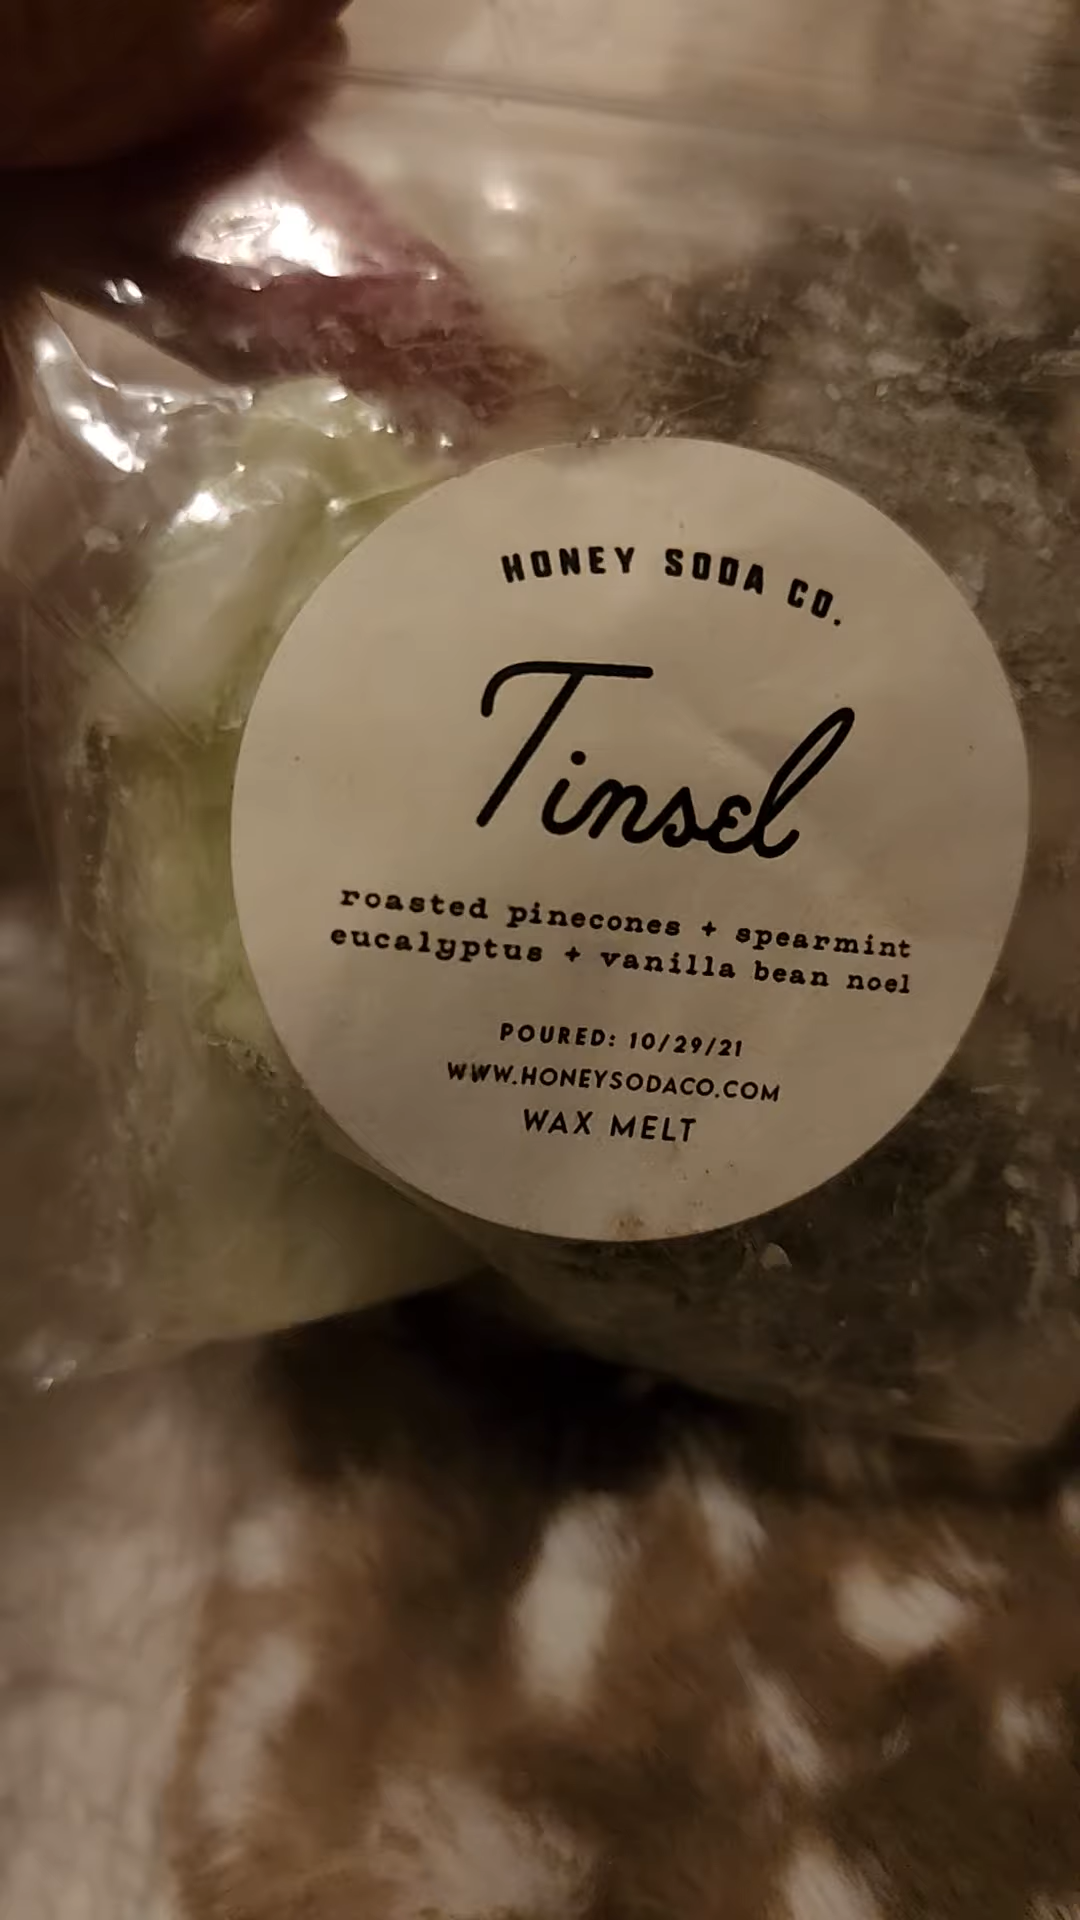 HONEY SODA CO.
Tinsel
roasted pinecones + spearmint
eucalyptus + vanilla bean noel
POURED: 10/29/21
WWW.HONEYSODACO.COM
WAX MELT